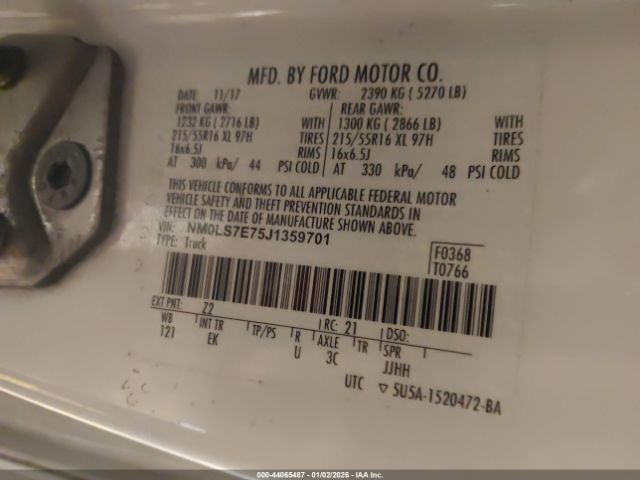 MFD. BY FORD MOTOR CO.
DATE: 11/17 GVWR: 2390 KG ( 5270 LB)
FRONT GAWR: REAR GAWR:
1232 KG ( 2716 LB) WITH 1300 KG ( 2866 LB) WITH
215/55R16 XL 97H TIRES 215/55R16 XL 97H TIRES
16x6.5J RIMS 16x6.5J RIMS
AT 300 kPa/ 44 PSI COLD AT 330 kPa/ 48 PSI COLD
THIS VEHICLE CONFORMS TO ALL APPLICABLE FEDERAL MOTOR
VEHICLE SAFETY AND THEFT PREVENTION STANDARDS IN
EFFECT ON THE DATE OF MANUFACTURE SHOWN ABOVE.
VIN: NM0LS7E75J1359701
TYPE: Truck
F0368
T0766
EXT PNT: Z2 RC: 21 DSO:
WB INT TR TP/PS R AXLE TR SPR
121 EK U 3C JJHH
UTC ▽ 5U5A-1520472-BA
000-44065487 - 01/02/2026 - IAAI.COM